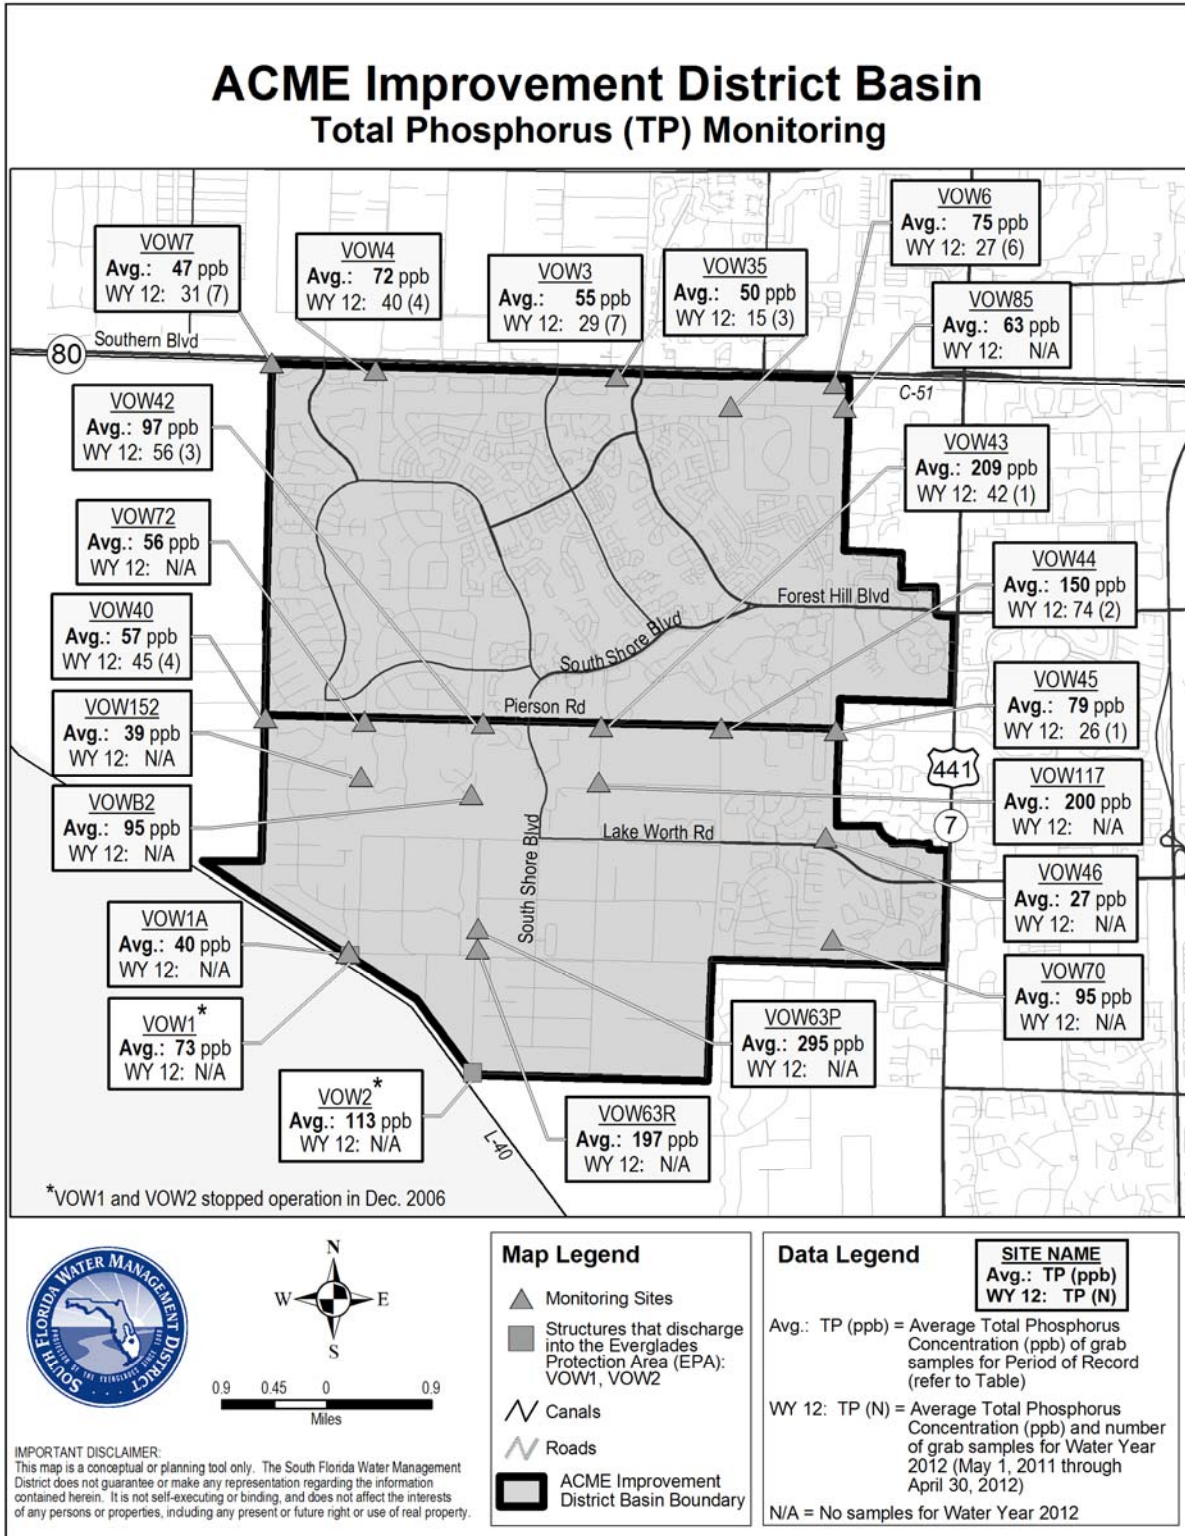 ACME Improvement District Basin
Total Phosphorus (TP) Monitoring
VOW6
Avg.: 75 ppb
WY 12: 27 (6)
VOW7
Avg.: 47 ppb
WY 12: 31 (7)
VOW4
Avg.: 72 ppb
WY 12: 40 (4)
VOW3
Avg.: 55 ppb
WY 12: 29 (7)
VOW35
Avg.: 50 ppb
WY 12: 15 (3)
VOW85
Avg.: 63 ppb
WY 12: N/A
Southern Blvd
80
C-51
VOW42
Avg.: 97 ppb
WY 12: 56 (3)
VOW43
Avg.: 209 ppb
WY 12: 42 (1)
VOW72
Avg.: 56 ppb
WY 12: N/A
VOW44
Avg.: 150 ppb
WY 12: 74 (2)
Forest Hill Blvd
South Shore Blvd
VOW40
Avg.: 57 ppb
WY 12: 45 (4)
VOW45
Avg.: 79 ppb
WY 12: 26 (1)
Pierson Rd
VOW152
Avg.: 39 ppb
WY 12: N/A
441
VOW117
Avg.: 200 ppb
WY 12: N/A
VOWB2
Avg.: 95 ppb
WY 12: N/A
7
Lake Worth Rd
South Shore Blvd
VOW46
Avg.: 27 ppb
WY 12: N/A
VOW1A
Avg.: 40 ppb
WY 12: N/A
VOW70
Avg.: 95 ppb
WY 12: N/A
VOW1*
Avg.: 73 ppb
WY 12: N/A
VOW63P
Avg.: 295 ppb
WY 12: N/A
VOW2*
Avg.: 113 ppb
WY 12: N/A
VOW63R
Avg.: 197 ppb
WY 12: N/A
L-40
*VOW1 and VOW2 stopped operation in Dec. 2006
SOUTH FLORIDA WATER MANAGEMENT DISTRICT
PROTECTOR OF THE EVERGLADES SINCE 1949
N
W E
S
0.9 0.45 0 0.9
Miles
IMPORTANT DISCLAIMER:
This map is a conceptual or planning tool only. The South Florida Water Management
District does not guarantee or make any representation regarding the information
contained herein. It is not self-executing or binding, and does not affect the interests
of any persons or properties, including any present or future right or use of real property.
Map Legend
Monitoring Sites
Structures that discharge
into the Everglades
Protection Area (EPA):
VOW1, VOW2
Canals
Roads
ACME Improvement
District Basin Boundary
Data Legend
SITE NAME
Avg.: TP (ppb)
WY 12: TP (N)
Avg.: TP (ppb) = Average Total Phosphorus
Concentration (ppb) of grab
samples for Period of Record
(refer to Table)
WY 12: TP (N) = Average Total Phosphorus
Concentration (ppb) and number
of grab samples for Water Year
2012 (May 1, 2011 through
April 30, 2012)
N/A = No samples for Water Year 2012